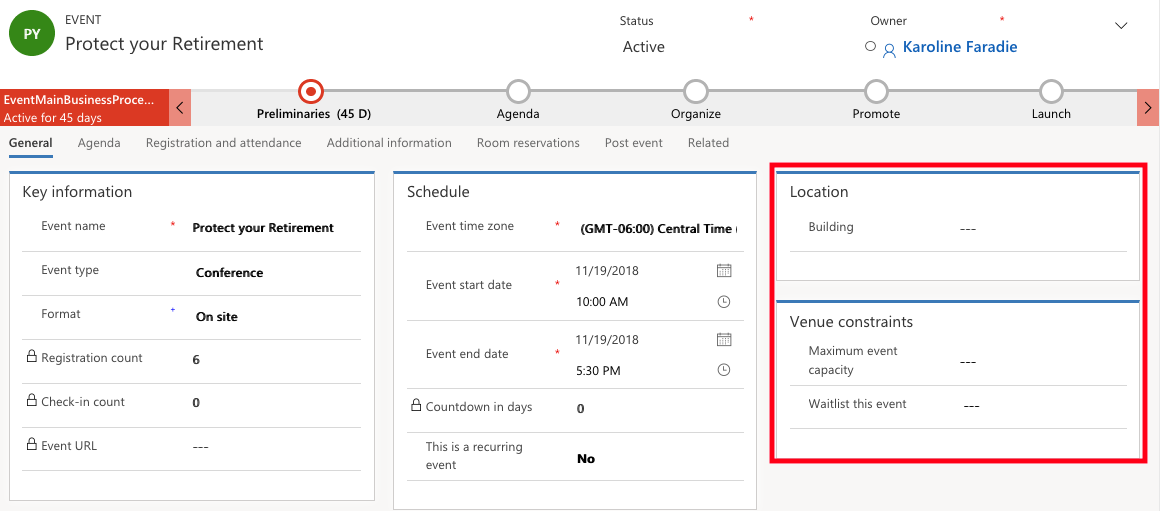 PY
EVENT
Protect your Retirement
Status *
Active
Owner *
Karoline Faradie
EventMainBusinessProce...
Active for 45 days
Preliminaries (45 D)
Agenda
Organize
Promote
Launch
General Agenda Registration and attendance Additional information Room reservations Post event Related
Key information
Event name * Protect your Retirement
Event type Conference
Format + On site
Registration count 6
Check-in count 0
Event URL ---
Schedule
Event time zone * (GMT-06:00) Central Time (
Event start date * 11/19/2018
10:00 AM
Event end date * 11/19/2018
5:30 PM
Countdown in days 0
This is a recurring
event No
Location
Building ---
Venue constraints
Maximum event
capacity ---
Waitlist this event ---